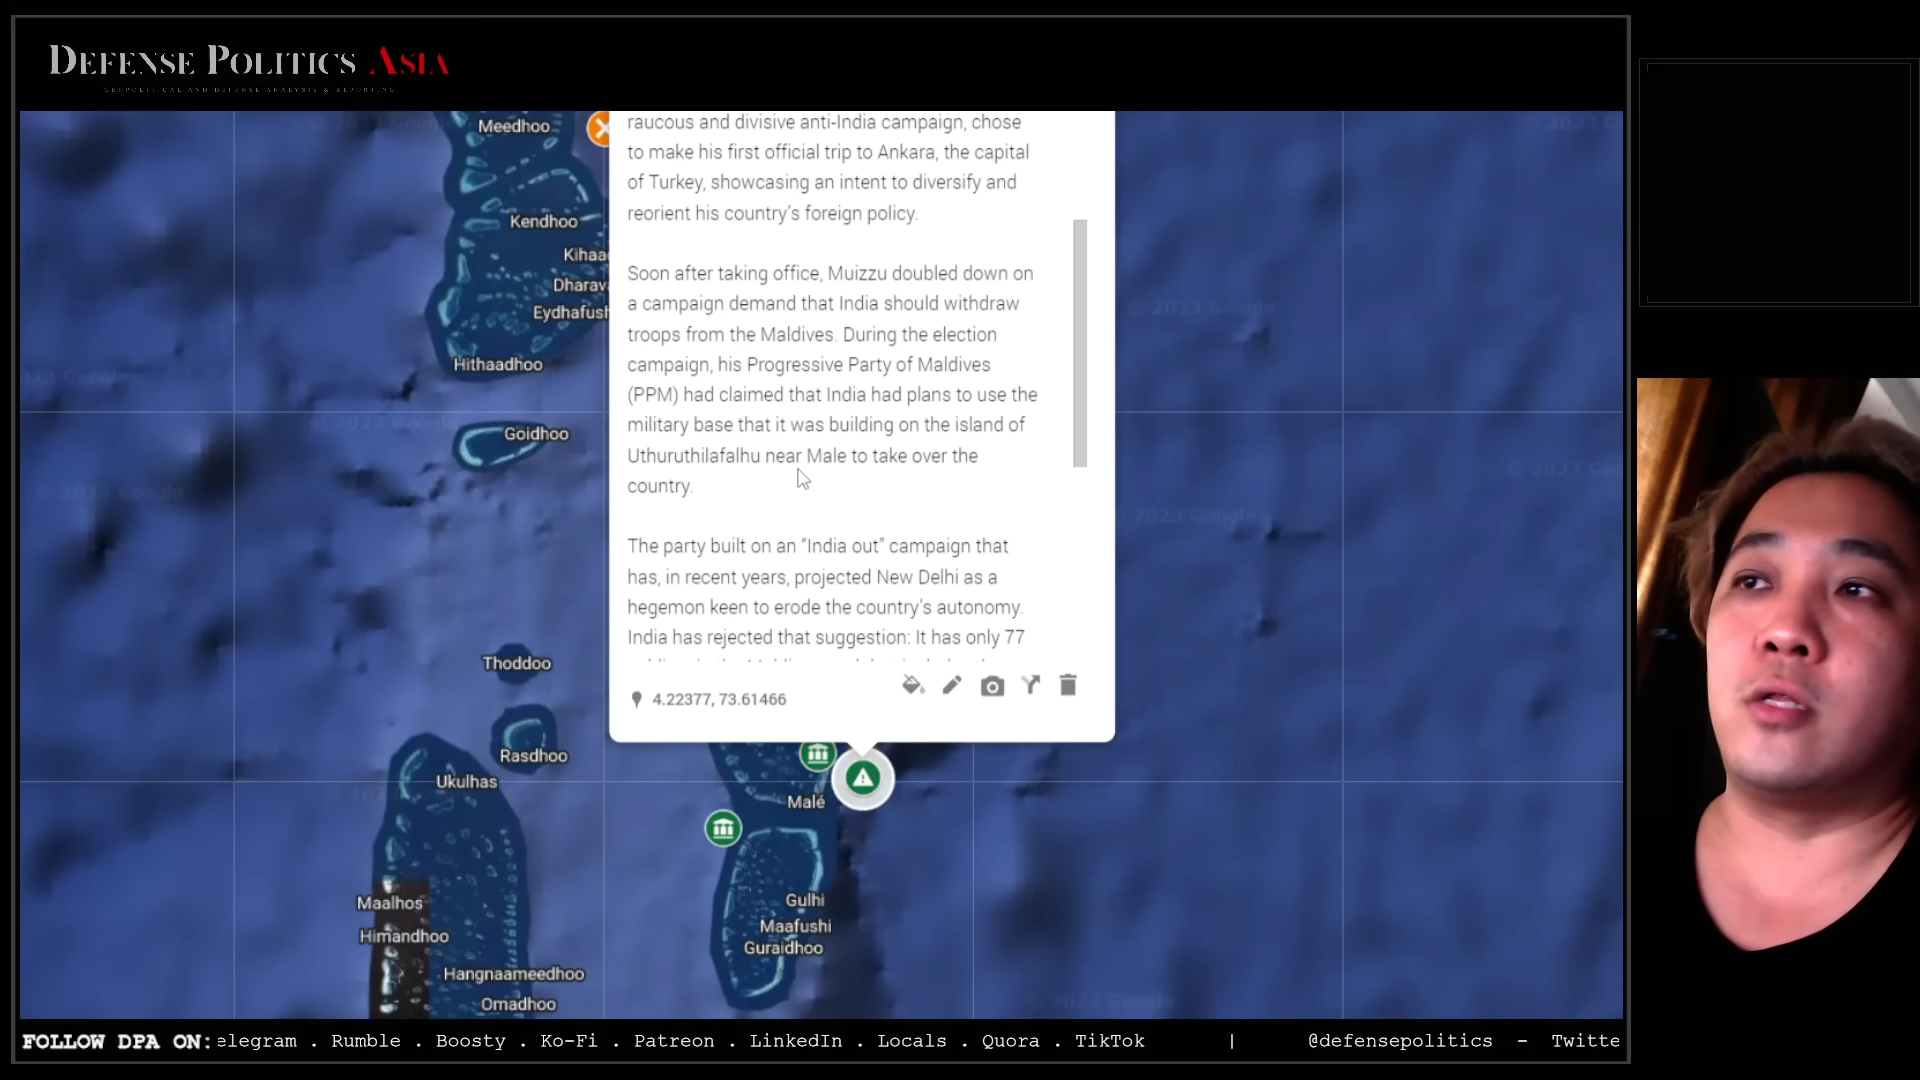 DEFENSE POLITICS ASIA
GEOPOLITICAL AND DEFENSE ANALYSIS & REPORTING
Meedhoo
Kendhoo
Kihaa
Dharav
Eydhafush
Hithaadhoo
Goidhoo
Thoddoo
Rasdhoo
Ukulhas
Maalhos
Himandhoo
Hangnaameedhoo
Omadhoo
raucous and divisive anti-India campaign, chose
to make his first official trip to Ankara, the capital
of Turkey, showcasing an intent to diversify and
reorient his country's foreign policy.
Soon after taking office, Muizzu doubled down on
a campaign demand that India should withdraw
troops from the Maldives. During the election
campaign, his Progressive Party of Maldives
(PPM) had claimed that India had plans to use the
military base that it was building on the island of
Uthuruthilafalhu near Male to take over the
country.
The party built on an “India out” campaign that
has, in recent years, projected New Delhi as a
hegemon keen to erode the country's autonomy.
India has rejected that suggestion: It has only 77
4.22377, 73.61466
Malé
Gulhi
Maafushi
Guraidhoo
FOLLOW DPA ON: elegram . Rumble . Boosty . Ko-Fi . Patreon . LinkedIn . Locals . Quora . TikTok | @defensepolitics - Twitte